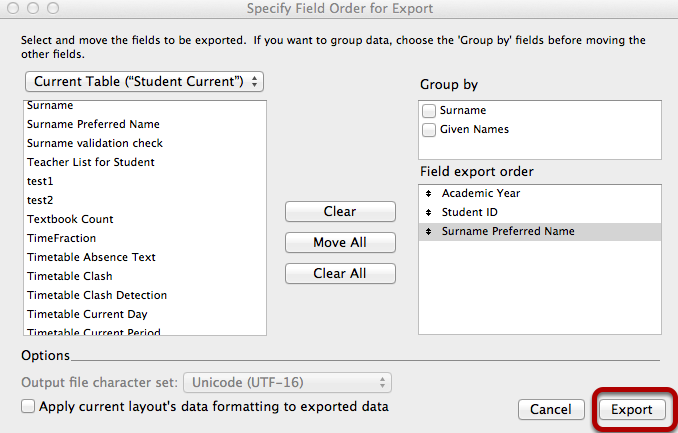 Specify Field Order for Export
Select and move the fields to be exported.  If you want to group data, choose the 'Group by' fields before moving the
other fields.
Current Table (“Student Current”)
Surname
Surname Preferred Name
Surname validation check
Teacher List for Student
test1
test2
Textbook Count
TimeFraction
Timetable Absence Text
Timetable Clash
Timetable Clash Detection
Timetable Current Day
Timetable Current Period
Clear
Move All
Clear All
Group by
Surname
Given Names
Field export order
Academic Year
Student ID
Surname Preferred Name
Options
Output file character set:
Unicode (UTF-16)
Apply current layout's data formatting to exported data
Cancel
Export